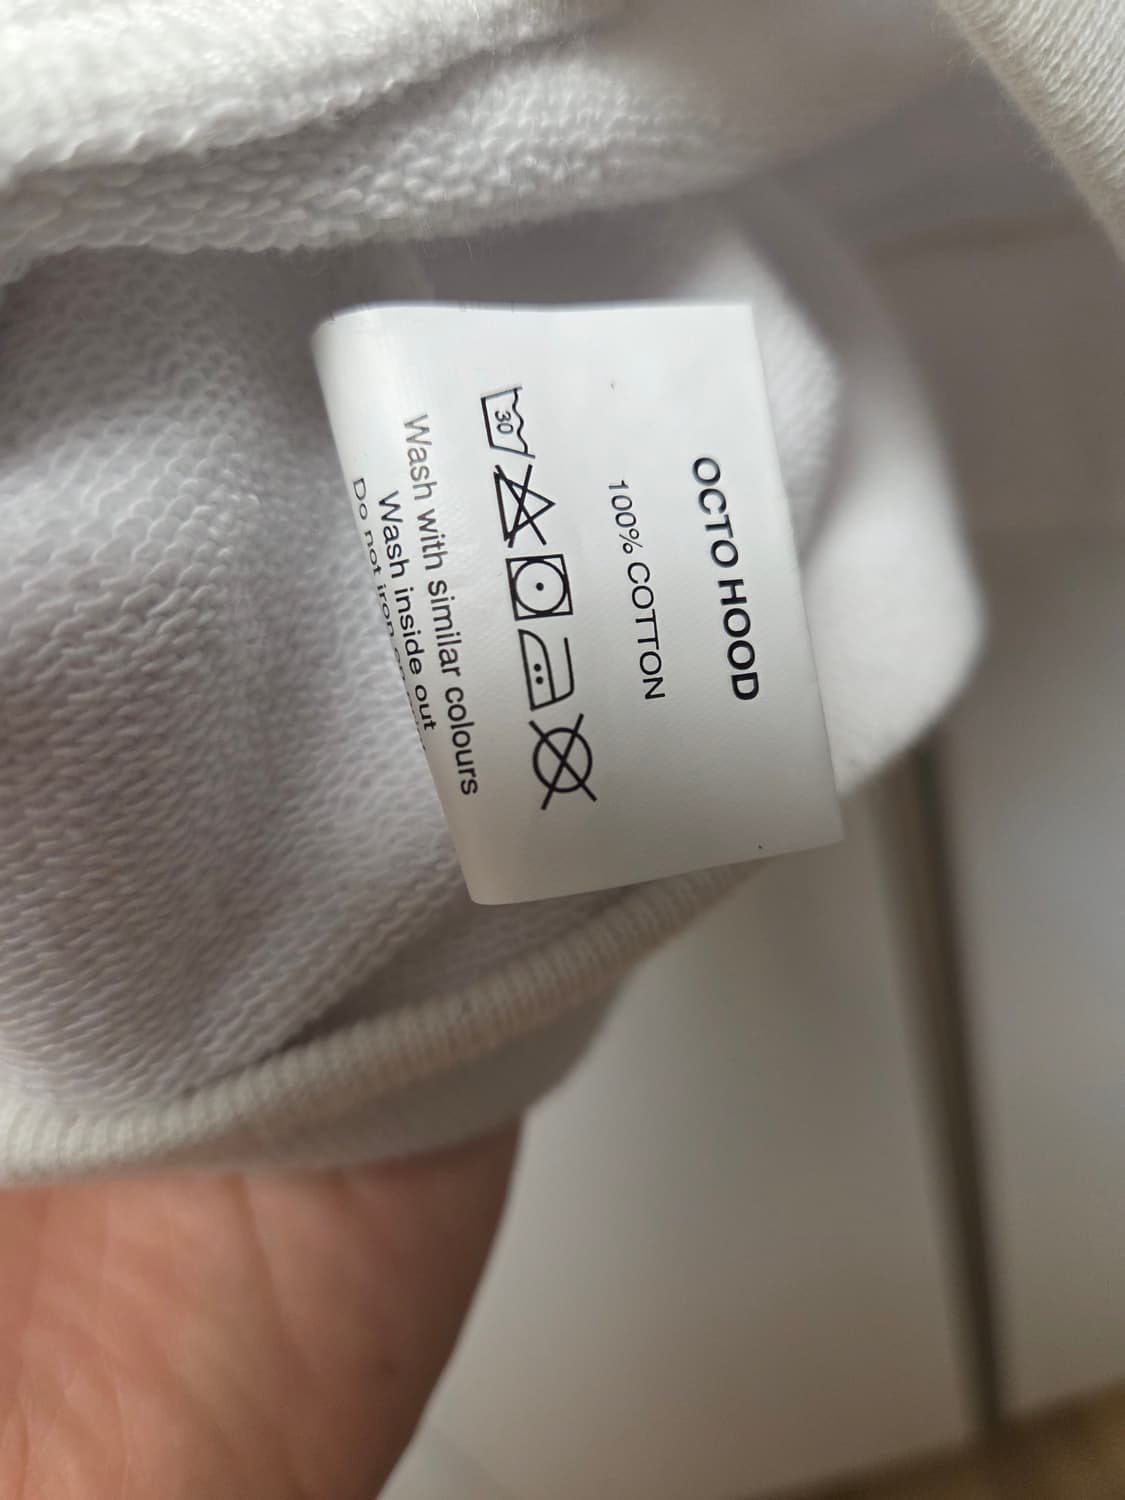 OCTO HOOD
100% COTTON
30
Wash with similar colours
Wash inside out
Do not iron